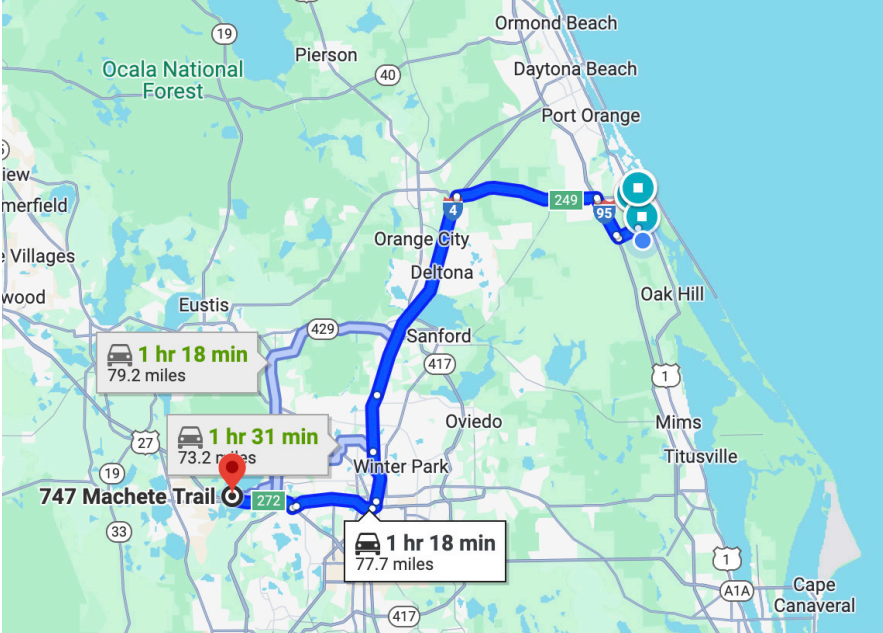 Ormond Beach
19
Pierson
Ocala National
Forest
40
Daytona Beach
Port Orange
iew
merfield
249
4
95
Orange City
Villages
Deltona
wood
Eustis
Oak Hill
429
Sanford
1 hr 18 min
79.2 miles
417
1
27
1 hr 31 min
73.2 miles
Oviedo
Mims
Titusville
Winter Park
19
747 Machete Trail
272
33
1 hr 18 min
77.7 miles
1
A1A
Cape
Canaveral
417